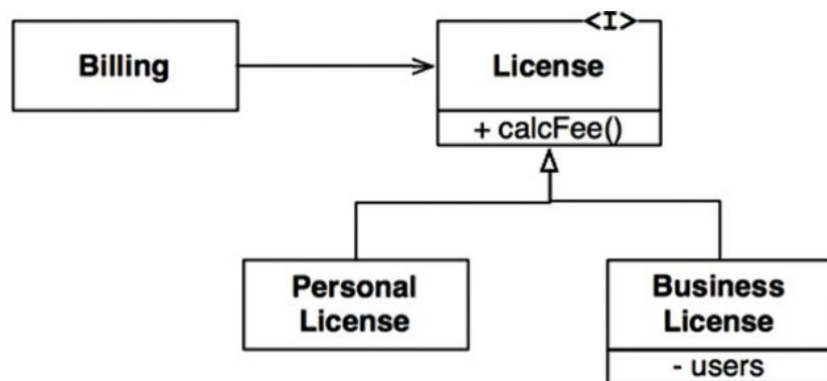 <I>
Billing
License
+ calcFee()
Personal
License
Business
License
- users